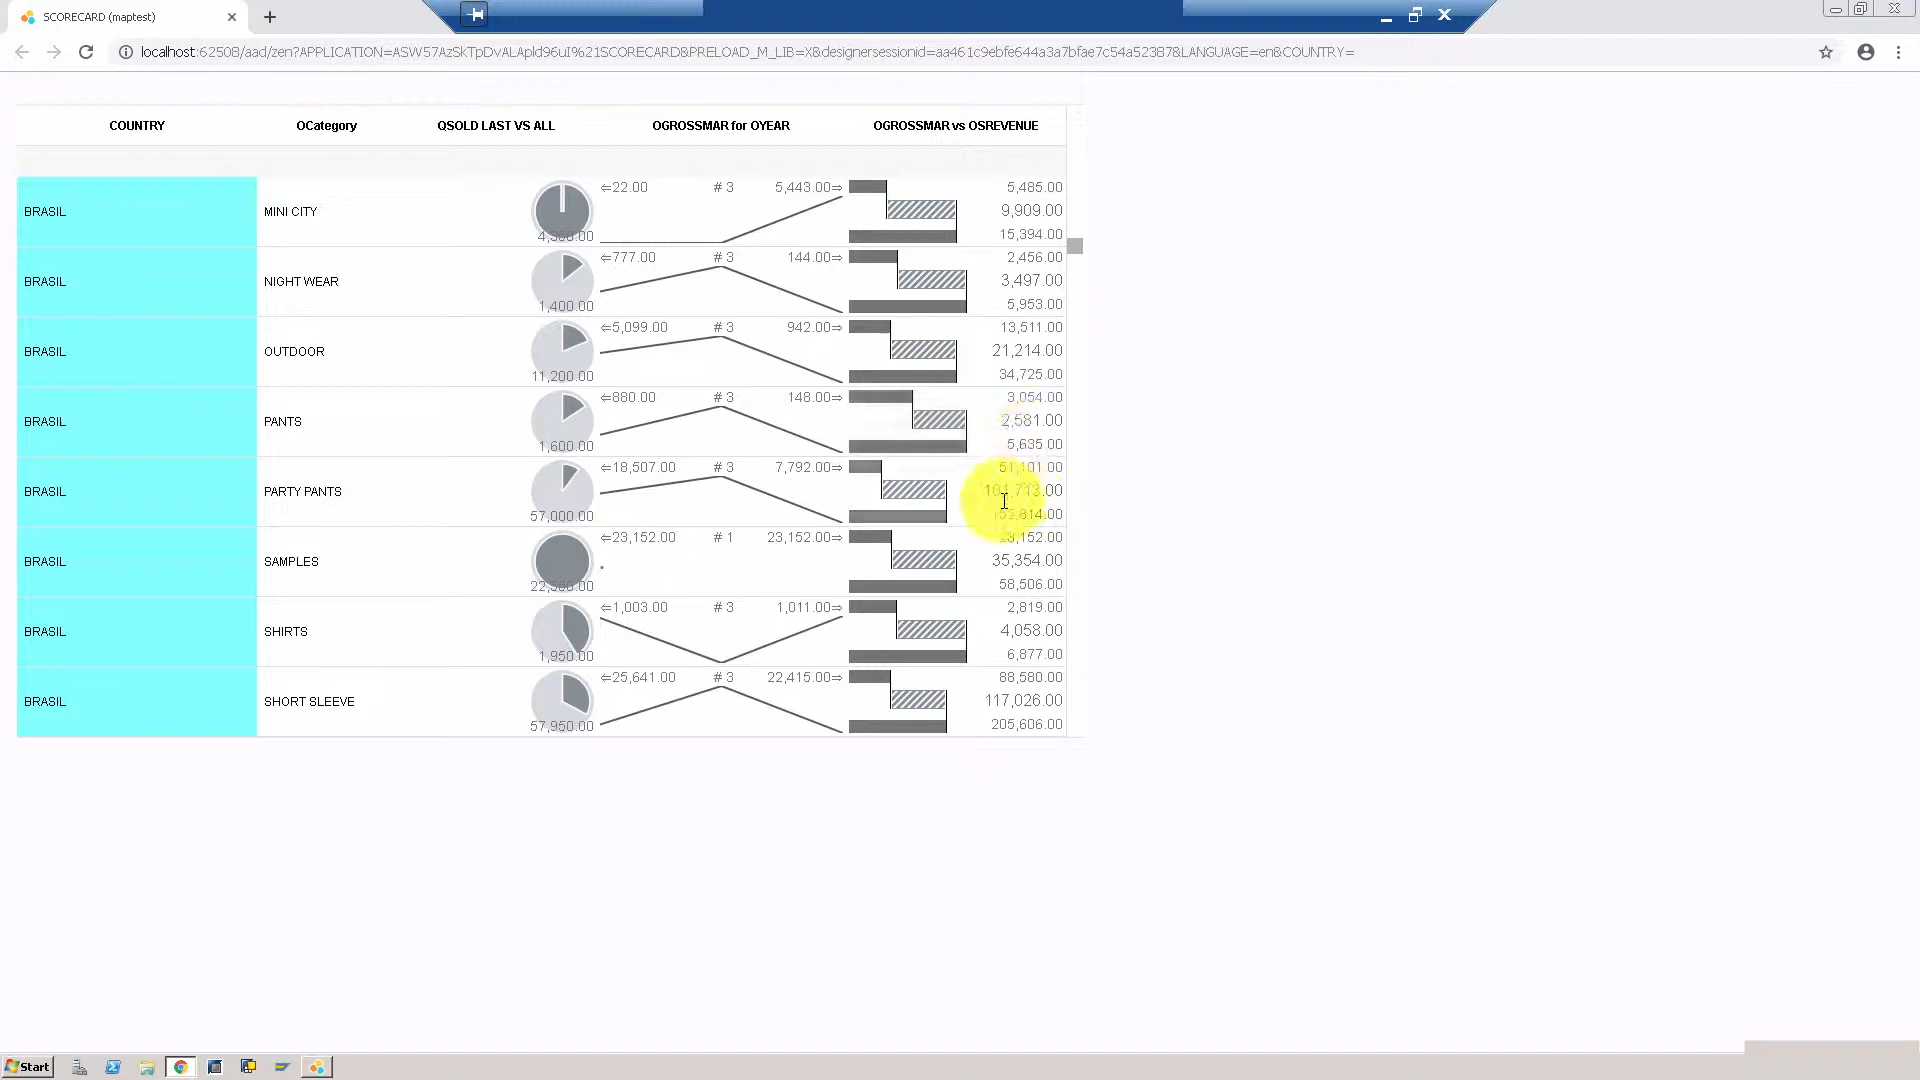 SCORECARD (maptest)
localhost:62508/aad/zen?APPLICATION=ASW57AzSkTpDvALApld96uI%21SCORECARD&PRELOAD_M_LIB=X&designersessionid=aa461c9ebfe644a3a7bfae7c54a52387&LANGUAGE=en&COUNTRY=
COUNTRY OCategory QSOLD LAST VS ALL OGROSSMAR for OYEAR OGROSSMAR vs OSREVENUE
⇐22.00 # 3 5,443.00⇒ 5,485.00
BRASIL MINI CITY 9,909.00
15,394.00
⇐777.00 # 3 144.00⇒ 2,456.00
BRASIL NIGHT WEAR 3,497.00
1,400.00 5,953.00
⇐5,099.00 # 3 942.00⇒ 13,511.00
BRASIL OUTDOOR 21,214.00
11,200.00 34,725.00
⇐880.00 # 3 148.00⇒ 3,054.00
BRASIL PANTS 2,581.00
1,600.00 5,635.00
⇐18,507.00 # 3 7,792.00⇒ 51,101.00
BRASIL PARTY PANTS
57,000.00
⇐23,152.00 # 1 23,152.00⇒ 23,152.00
BRASIL SAMPLES 35,354.00
58,506.00
⇐1,003.00 # 3 1,011.00⇒ 2,819.00
BRASIL SHIRTS 4,058.00
1,950.00 6,877.00
⇐25,641.00 # 3 22,415.00⇒ 88,580.00
BRASIL SHORT SLEEVE 117,026.00
57,950.00 205,606.00
Start